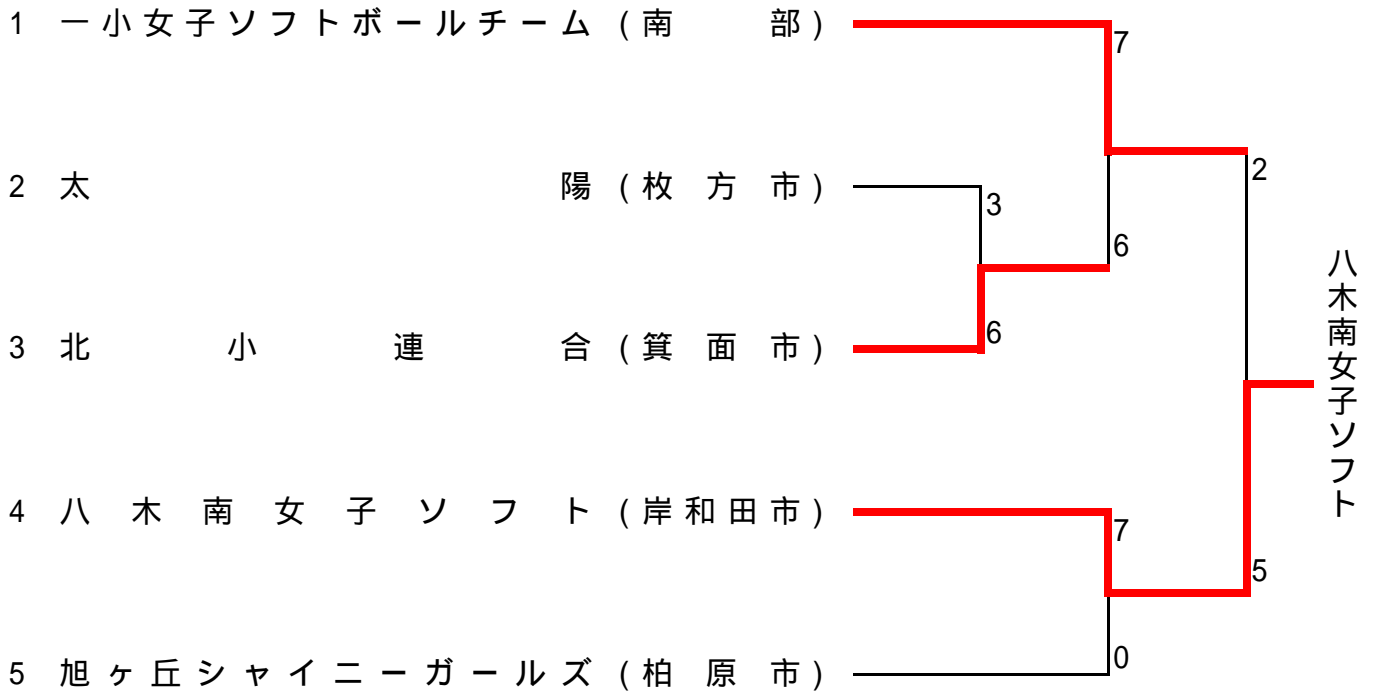 1 一小女子ソフトボールチーム (南部) 7
2 太陽 (枚方市) 3
2
6
3 北小連合 (箕面市) 6
八木南女子ソフト
4 八木南女子ソフト (岸和田市) 7
5
5 旭ヶ丘シャイニーガールズ (柏原市) 0